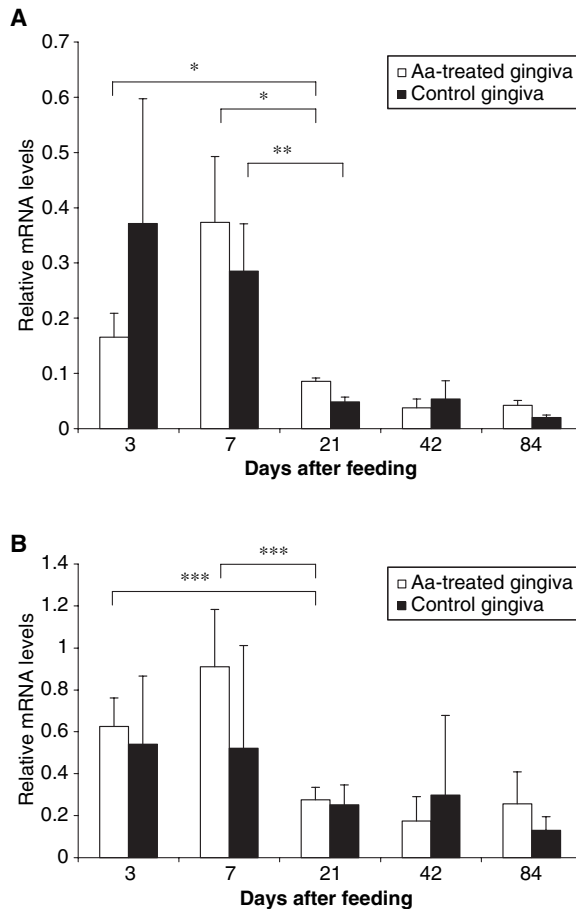 A
Aa-treated gingiva
Control gingiva
Relative mRNA levels
0.7
0.6
0.5
0.4
0.3
0.2
0.1
0
*
*
**
3 7 21 42 84
Days after feeding
B
Aa-treated gingiva
Control gingiva
Relative mRNA levels
1.4
1.2
1
0.8
0.6
0.4
0.2
0
***
***
3 7 21 42 84
Days after feeding